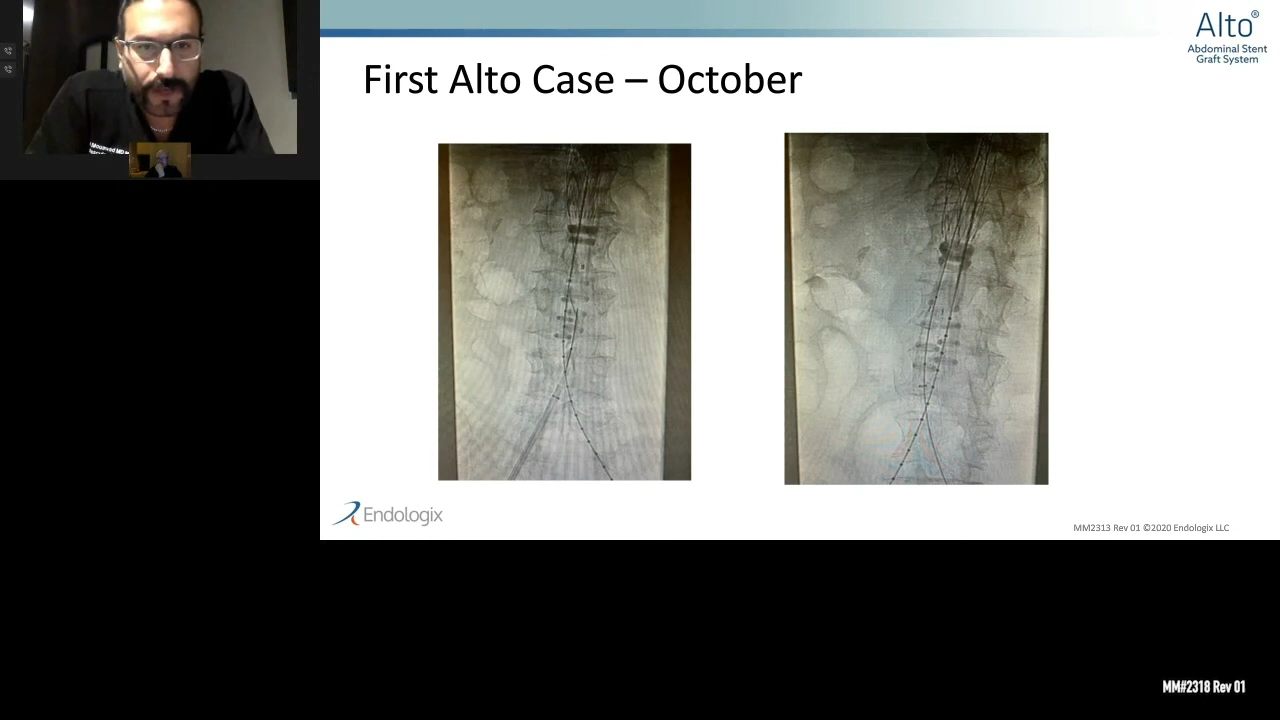 Alto®
Abdominal Stent
Graft System
First Alto Case – October
Endologix
MM2313 Rev 01 ©2020 Endologix LLC
MM#2318 Rev 01